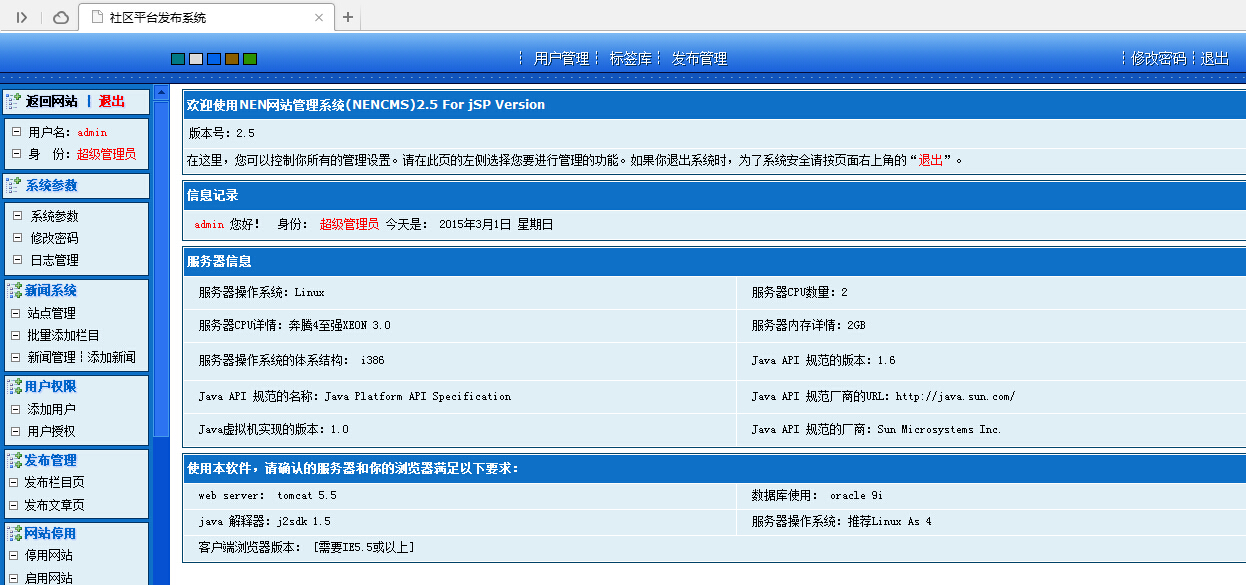 社区平台发布系统
用户管理┆ 标签库┆ 发布管理
┆修改密码┆退出
返回网站 | 退出
用户名：admin
身　份：超级管理员
系统参数
系统参数
修改密码
日志管理
新闻系统
站点管理
批量添加栏目
新闻管理┆添加新闻
用户权限
添加用户
用户授权
发布管理
发布栏目页
发布文章页
网站停用
停用网站
启用网站
欢迎使用NEN网站管理系统(NENCMS)2.5 For jSP Version
版本号：2.5
在这里，您可以控制你所有的管理设置。请在此页的左侧选择您要进行管理的功能。如果你退出系统时，为了系统安全请按页面右上角的“退出”。
信息记录
admin 您好！ 身份： 超级管理员 今天是： 2015年3月1日 星期日
服务器信息
服务器操作系统：Linux
服务器CPU数量：2
服务器CPU详情：奔腾4至强XEON 3.0
服务器内存详情：2GB
服务器操作系统的体系结构： i386
Java API 规范的版本：1.6
Java API 规范的名称：Java Platform API Specification
Java API 规范厂商的URL：http://java.sun.com/
Java虚拟机实现的版本：1.0
Java API 规范的厂商：Sun Microsystems Inc.
使用本软件，请确认的服务器和你的浏览器满足以下要求：
web server： tomcat 5.5
数据库使用： oracle 9i
java 解释器：j2sdk 1.5
服务器操作系统：推荐Linux As 4
客户端浏览器版本： [需要IE5.5或以上]